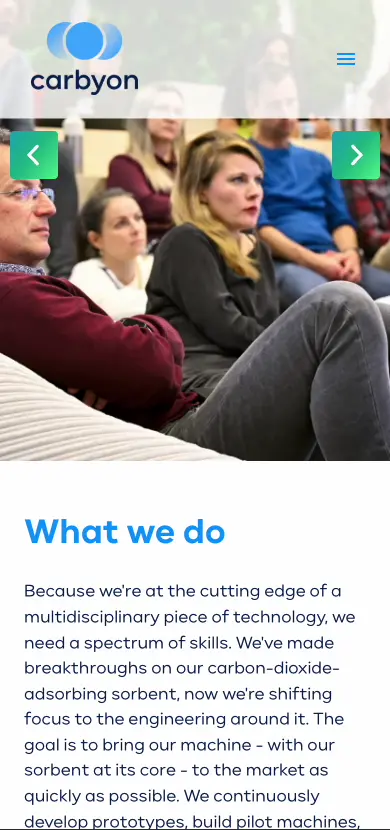 carbyon
What we do
Because we're at the cutting edge of a
multidisciplinary piece of technology, we
need a spectrum of skills. We've made
breakthroughs on our carbon-dioxide-
adsorbing sorbent, now we're shifting
focus to the engineering around it. The
goal is to bring our machine - with our
sorbent at its core - to the market as
quickly as possible. We continuously
develop prototypes, build pilot machines,